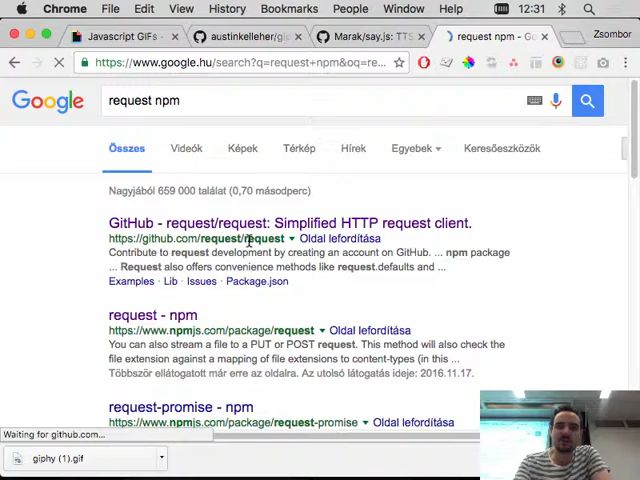 Chrome File Edit View History Bookmarks People Window Help 12:31
Javascript GIFs -
austinkelleher/gip
Marak/say.js: TTS
request npm - Go
Zsombor
https://www.google.hu/search?q=request+npm&oq=re...
Google
request npm
Összes Videók Képek Térkép Hírek Egyebek Keresőeszközök
Nagyjából 659 000 találat (0,70 másodperc)
GitHub - request/request: Simplified HTTP request client.
https://github.com/request/request Oldal lefordítása
Contribute to request development by creating an account on GitHub. ... npm package
... Request also offers convenience methods like request.defaults and ...
Examples - Lib - Issues - Package.json
request - npm
https://www.npmjs.com/package/request Oldal lefordítása
You can also stream a file to a PUT or POST request. This method will also check the
file extension against a mapping of file extensions to content-types (in this ...
Többször ellátogatott már erre az oldalra. Az utolsó látogatás ideje: 2016.11.17.
request-promise - npm
https://www.npmjs.com/package/request-promise Oldal lefordítása
Waiting for github.com...
giphy (1).gif